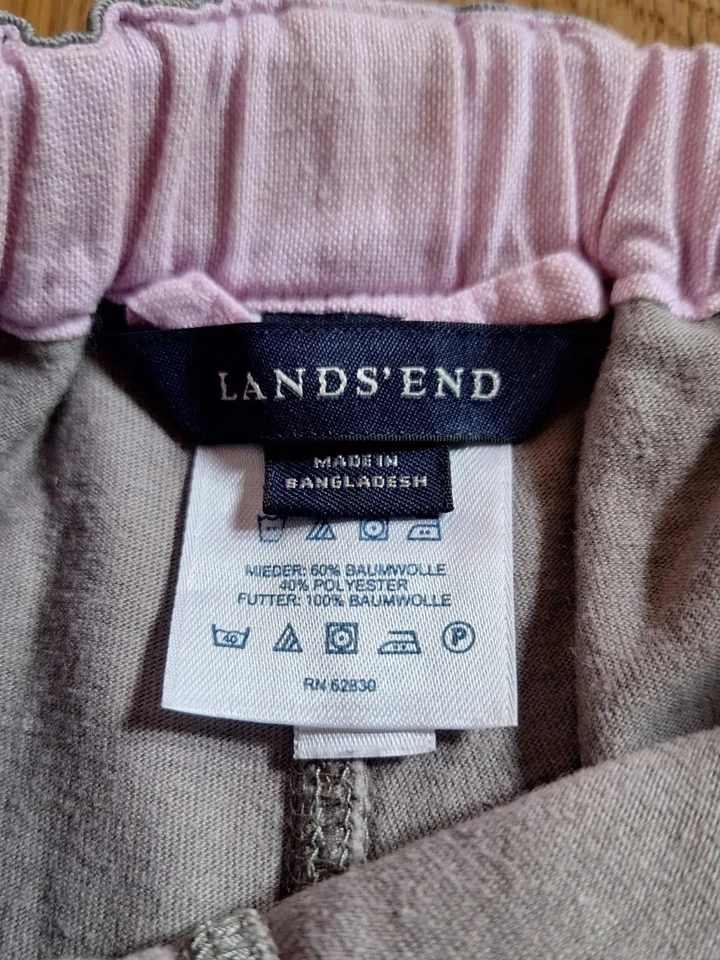 LANDS' END
MADE IN
BANGLADESH
MIEDER: 60% BAUMWOLLE
40% POLYESTER
FUTTER: 100% BAUMWOLLE
40 P
RN 62830